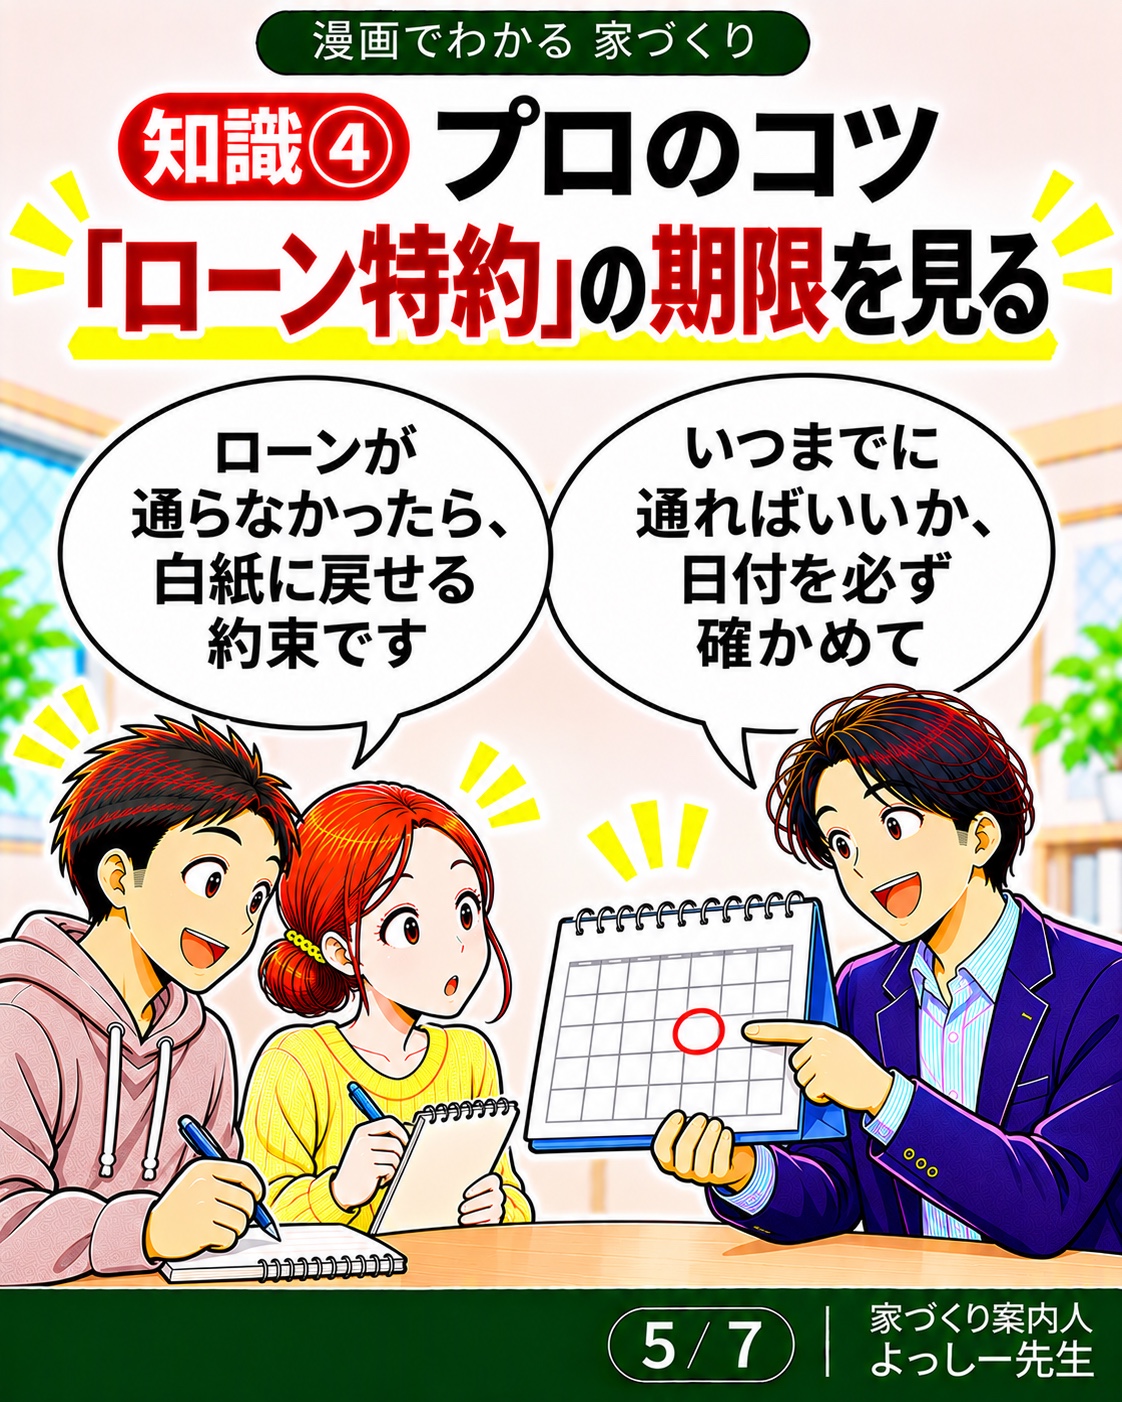 漫画でわかる 家づくり
知識④ プロのコツ
「ローン特約」の期限を見る
ローンが
通らなかったら、
白紙に戻せる
約束です
いつまでに
通ればいいか、
日付を必ず
確かめて
5/7
家づくり案内人
よっしー先生